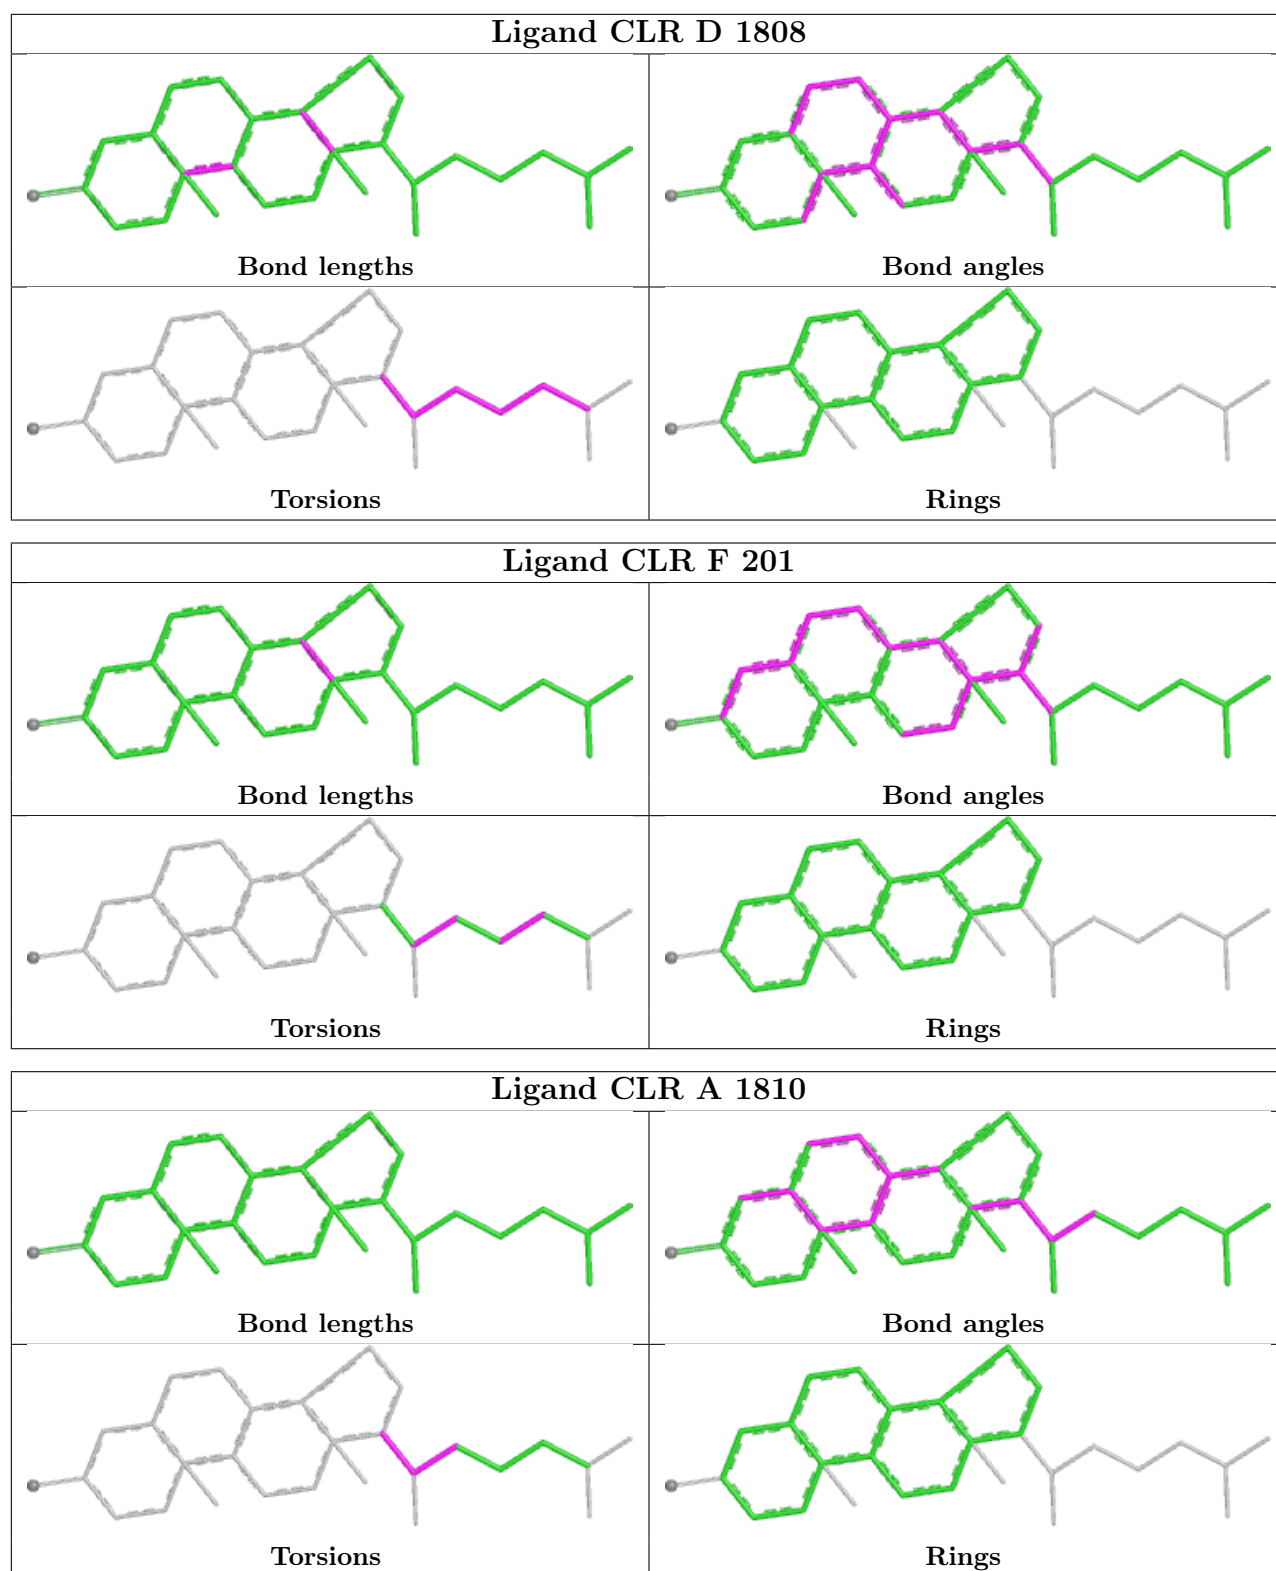 Ligand CLR D 1808
Bond lengths
Bond angles
Torsions
Rings
Ligand CLR F 201
Bond lengths
Bond angles
Torsions
Rings
Ligand CLR A 1810
Bond lengths
Bond angles
Torsions
Rings